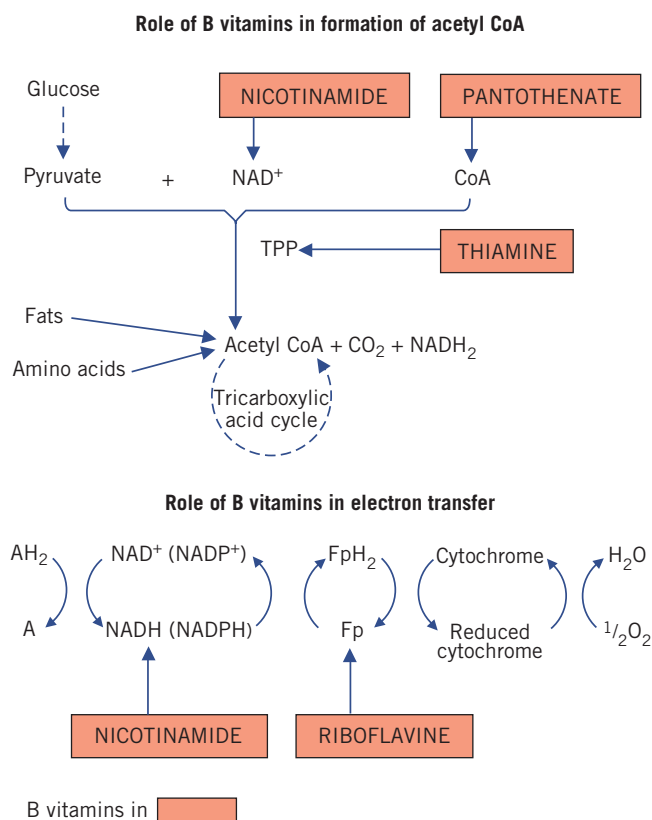 Role of B vitamins in formation of acetyl CoA
Glucose
NICOTINAMIDE
PANTOTHENATE
Pyruvate + NAD⁺ CoA
TPP
THIAMINE
Fats
Amino acids
Acetyl CoA + CO₂ + NADH₂
Tricarboxylic
acid cycle
Role of B vitamins in electron transfer
AH₂ NAD⁺ (NADP⁺) FpH₂ Cytochrome H₂O
A NADH (NADPH) Fp Reduced
cytochrome
¹/₂O₂
NICOTINAMIDE
RIBOFLAVINE
B vitamins in